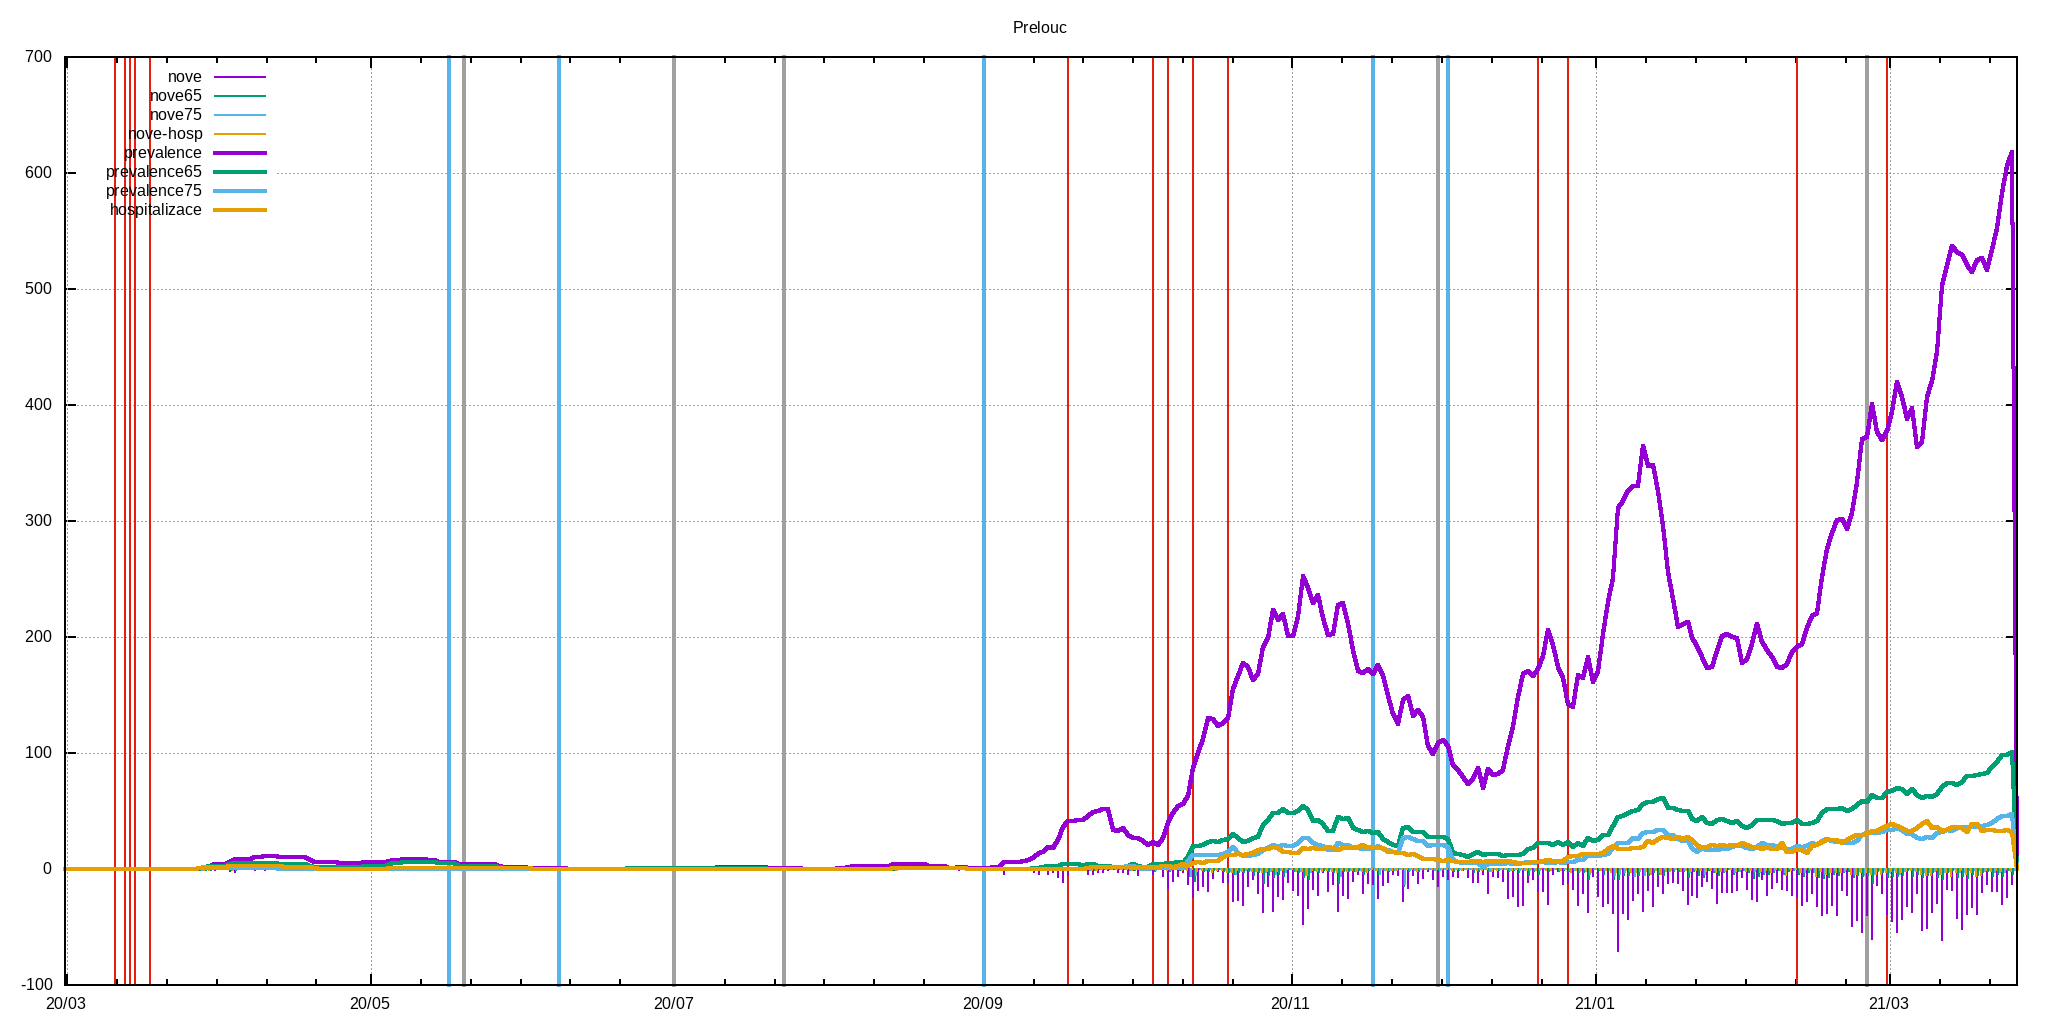 Prelouc
700
600
500
400
300
200
100
0
-100
nove
nove65
nove75
nove-hosp
prevalence
prevalence65
prevalence75
hospitalizace
20/03 20/05 20/07 20/09 20/11 21/01 21/03